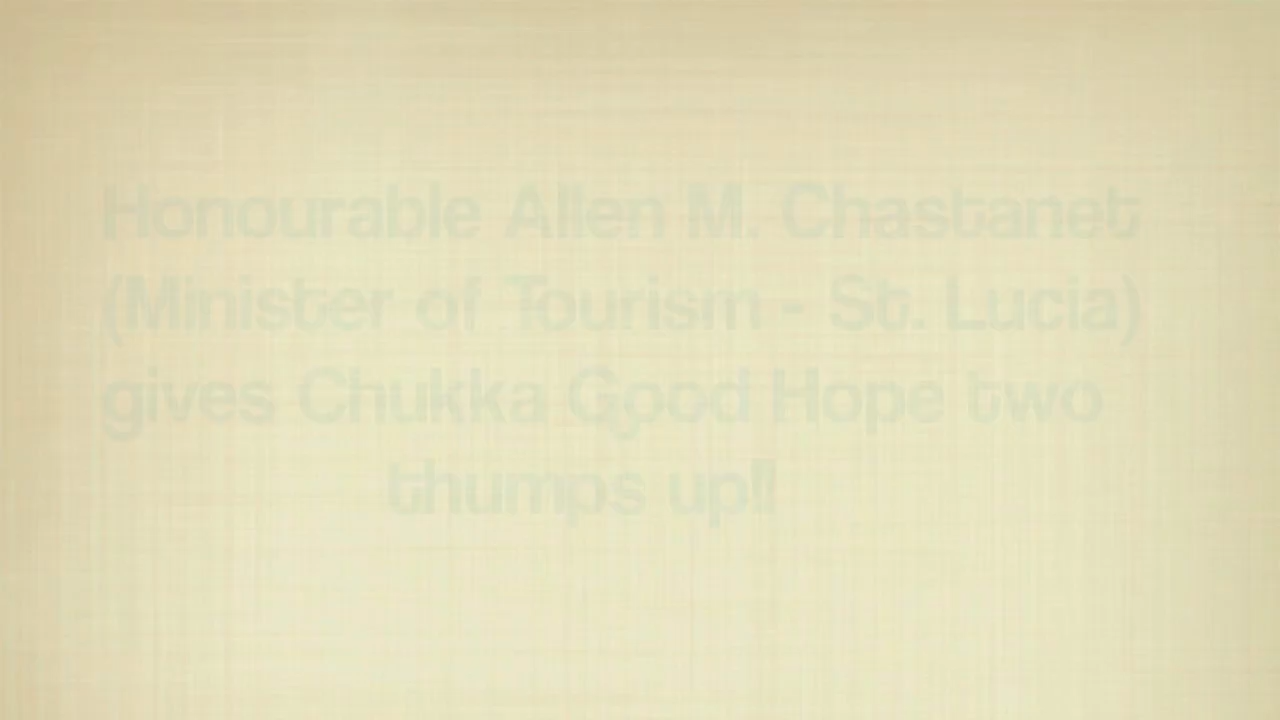 Honourable Allen M. Chastanet
(Minister of Tourism - St. Lucia)
gives Chukka Good Hope two
thumps up!!